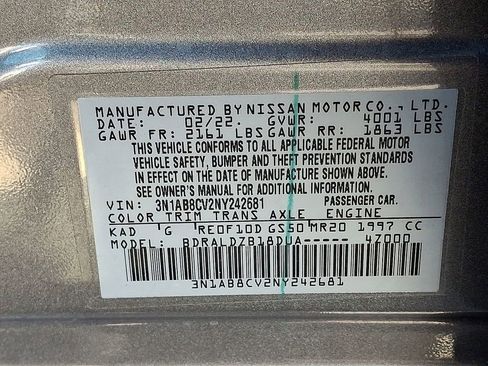 MANUFACTURED BY NISSAN MOTOR CO., LTD.
DATE: 02/22. GVWR: 4001 LBS
GAWR FR: 2161 LBS GAWR RR: 1863 LBS
THIS VEHICLE CONFORMS TO ALL APPLICABLE FEDERAL MOTOR
VEHICLE SAFETY, BUMPER AND THEFT PREVENTION STANDARDS
IN EFFECT ON THE DATE OF MANUFACTURE SHOWN ABOVE.
SEE OWNER'S MANUAL FOR ADDITIONAL INFORMATION.
VIN: 3N1AB8CV2NY242681 PASSENGER CAR.
COLOR TRIM TRANS AXLE ENGINE
KAD G RE0F10D GS50 MR20 1997 CC
MODEL: BDRALDZB18DUA----- 4Z000
3N1AB8CV2NY242681